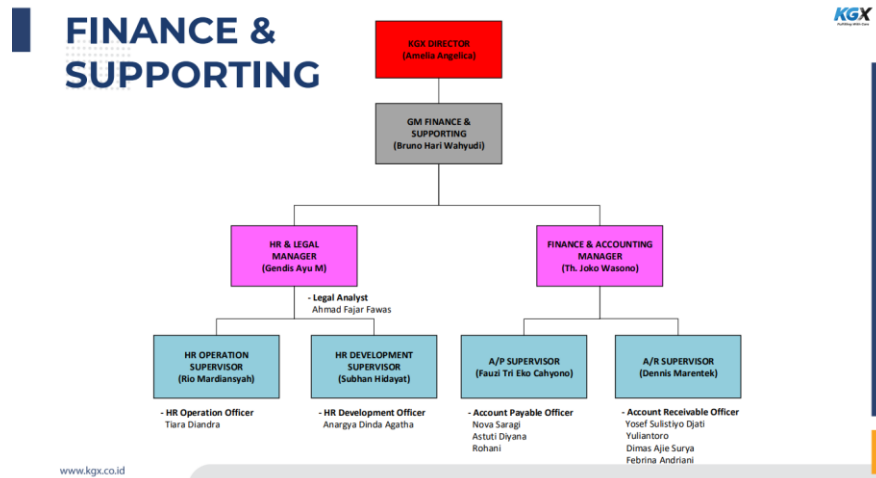 FINANCE &
SUPPORTING
KGX
Fulfilling With Care
KGX DIRECTOR
(Amelia Angelica)
GM FINANCE &
SUPPORTING
(Bruno Hari Wahyudi)
HR & LEGAL
MANAGER
(Gendis Ayu M)
FINANCE & ACCOUNTING
MANAGER
(Th. Joko Wasono)
- Legal Analyst
Ahmad Fajar Fawas
HR OPERATION
SUPERVISOR
(Rio Mardiansyah)
HR DEVELOPMENT
SUPERVISOR
(Subhan Hidayat)
A/P SUPERVISOR
(Fauzi Tri Eko Cahyono)
A/R SUPERVISOR
(Dennis Marentek)
- HR Operation Officer
Tiara Diandra
- HR Development Officer
Anargya Dinda Agatha
- Account Payable Officer
Nova Saragi
Astuti Diyana
Rohani
- Account Receivable Officer
Yosef Sulistiyo Djati
Yuliantoro
Dimas Ajie Surya
Febrina Andriani
www.kgx.co.id